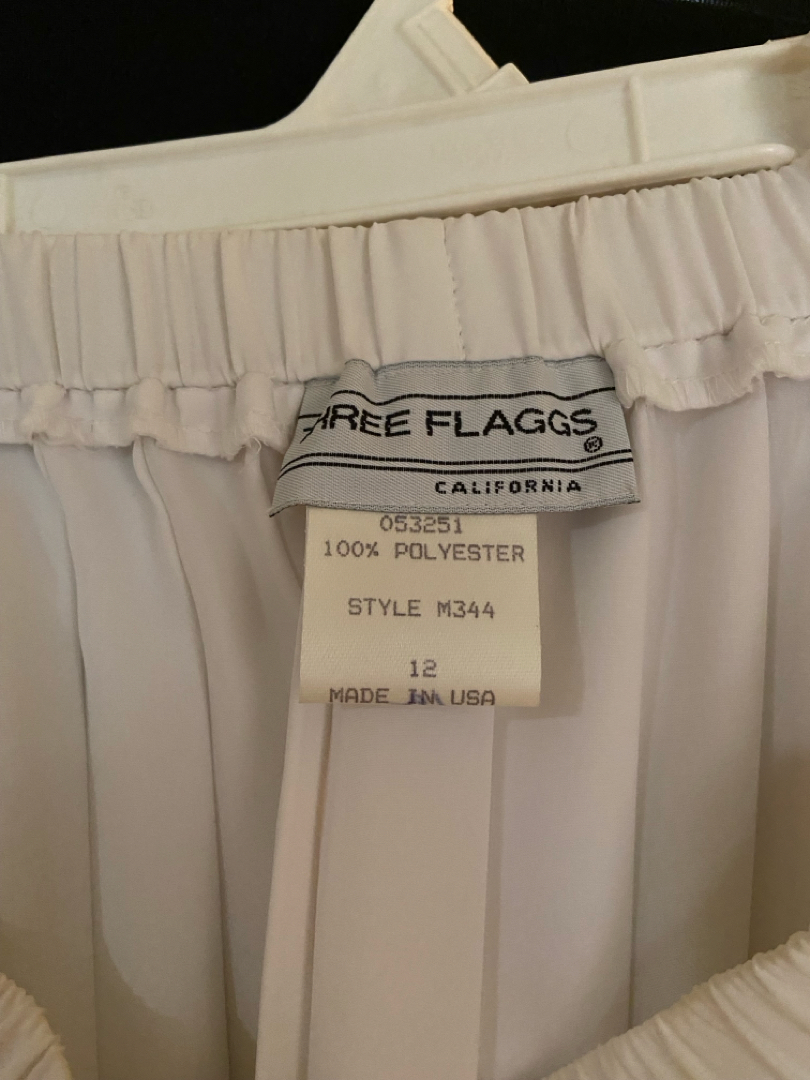 THREE FLAGGS®
CALIFORNIA
053251
100% POLYESTER
STYLE M344
12
MADE IN USA